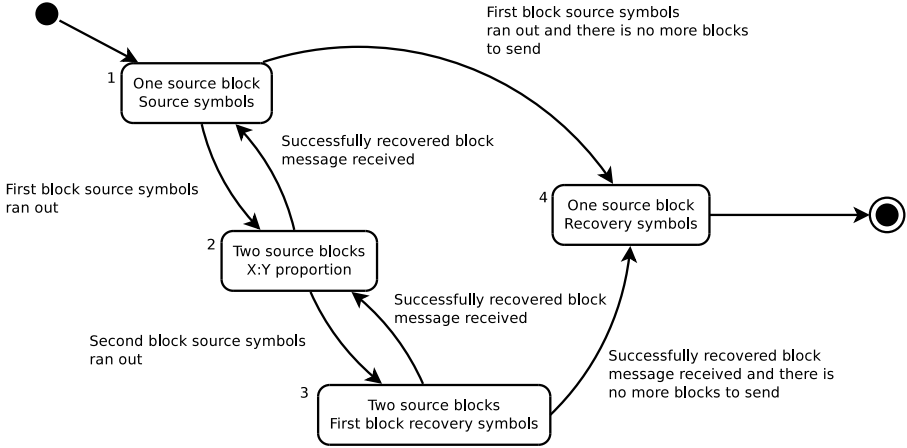 First block source symbols
ran out and there is no more blocks
to send
1
One source block
Source symbols
Successfully recovered block
message received
First block source symbols
ran out
4
One source block
Recovery symbols
2
Two source blocks
X:Y proportion
Successfully recovered block
message received
Second block source symbols
ran out
Successfully recovered block
message received and there is
no more blocks to send
3
Two source blocks
First block recovery symbols